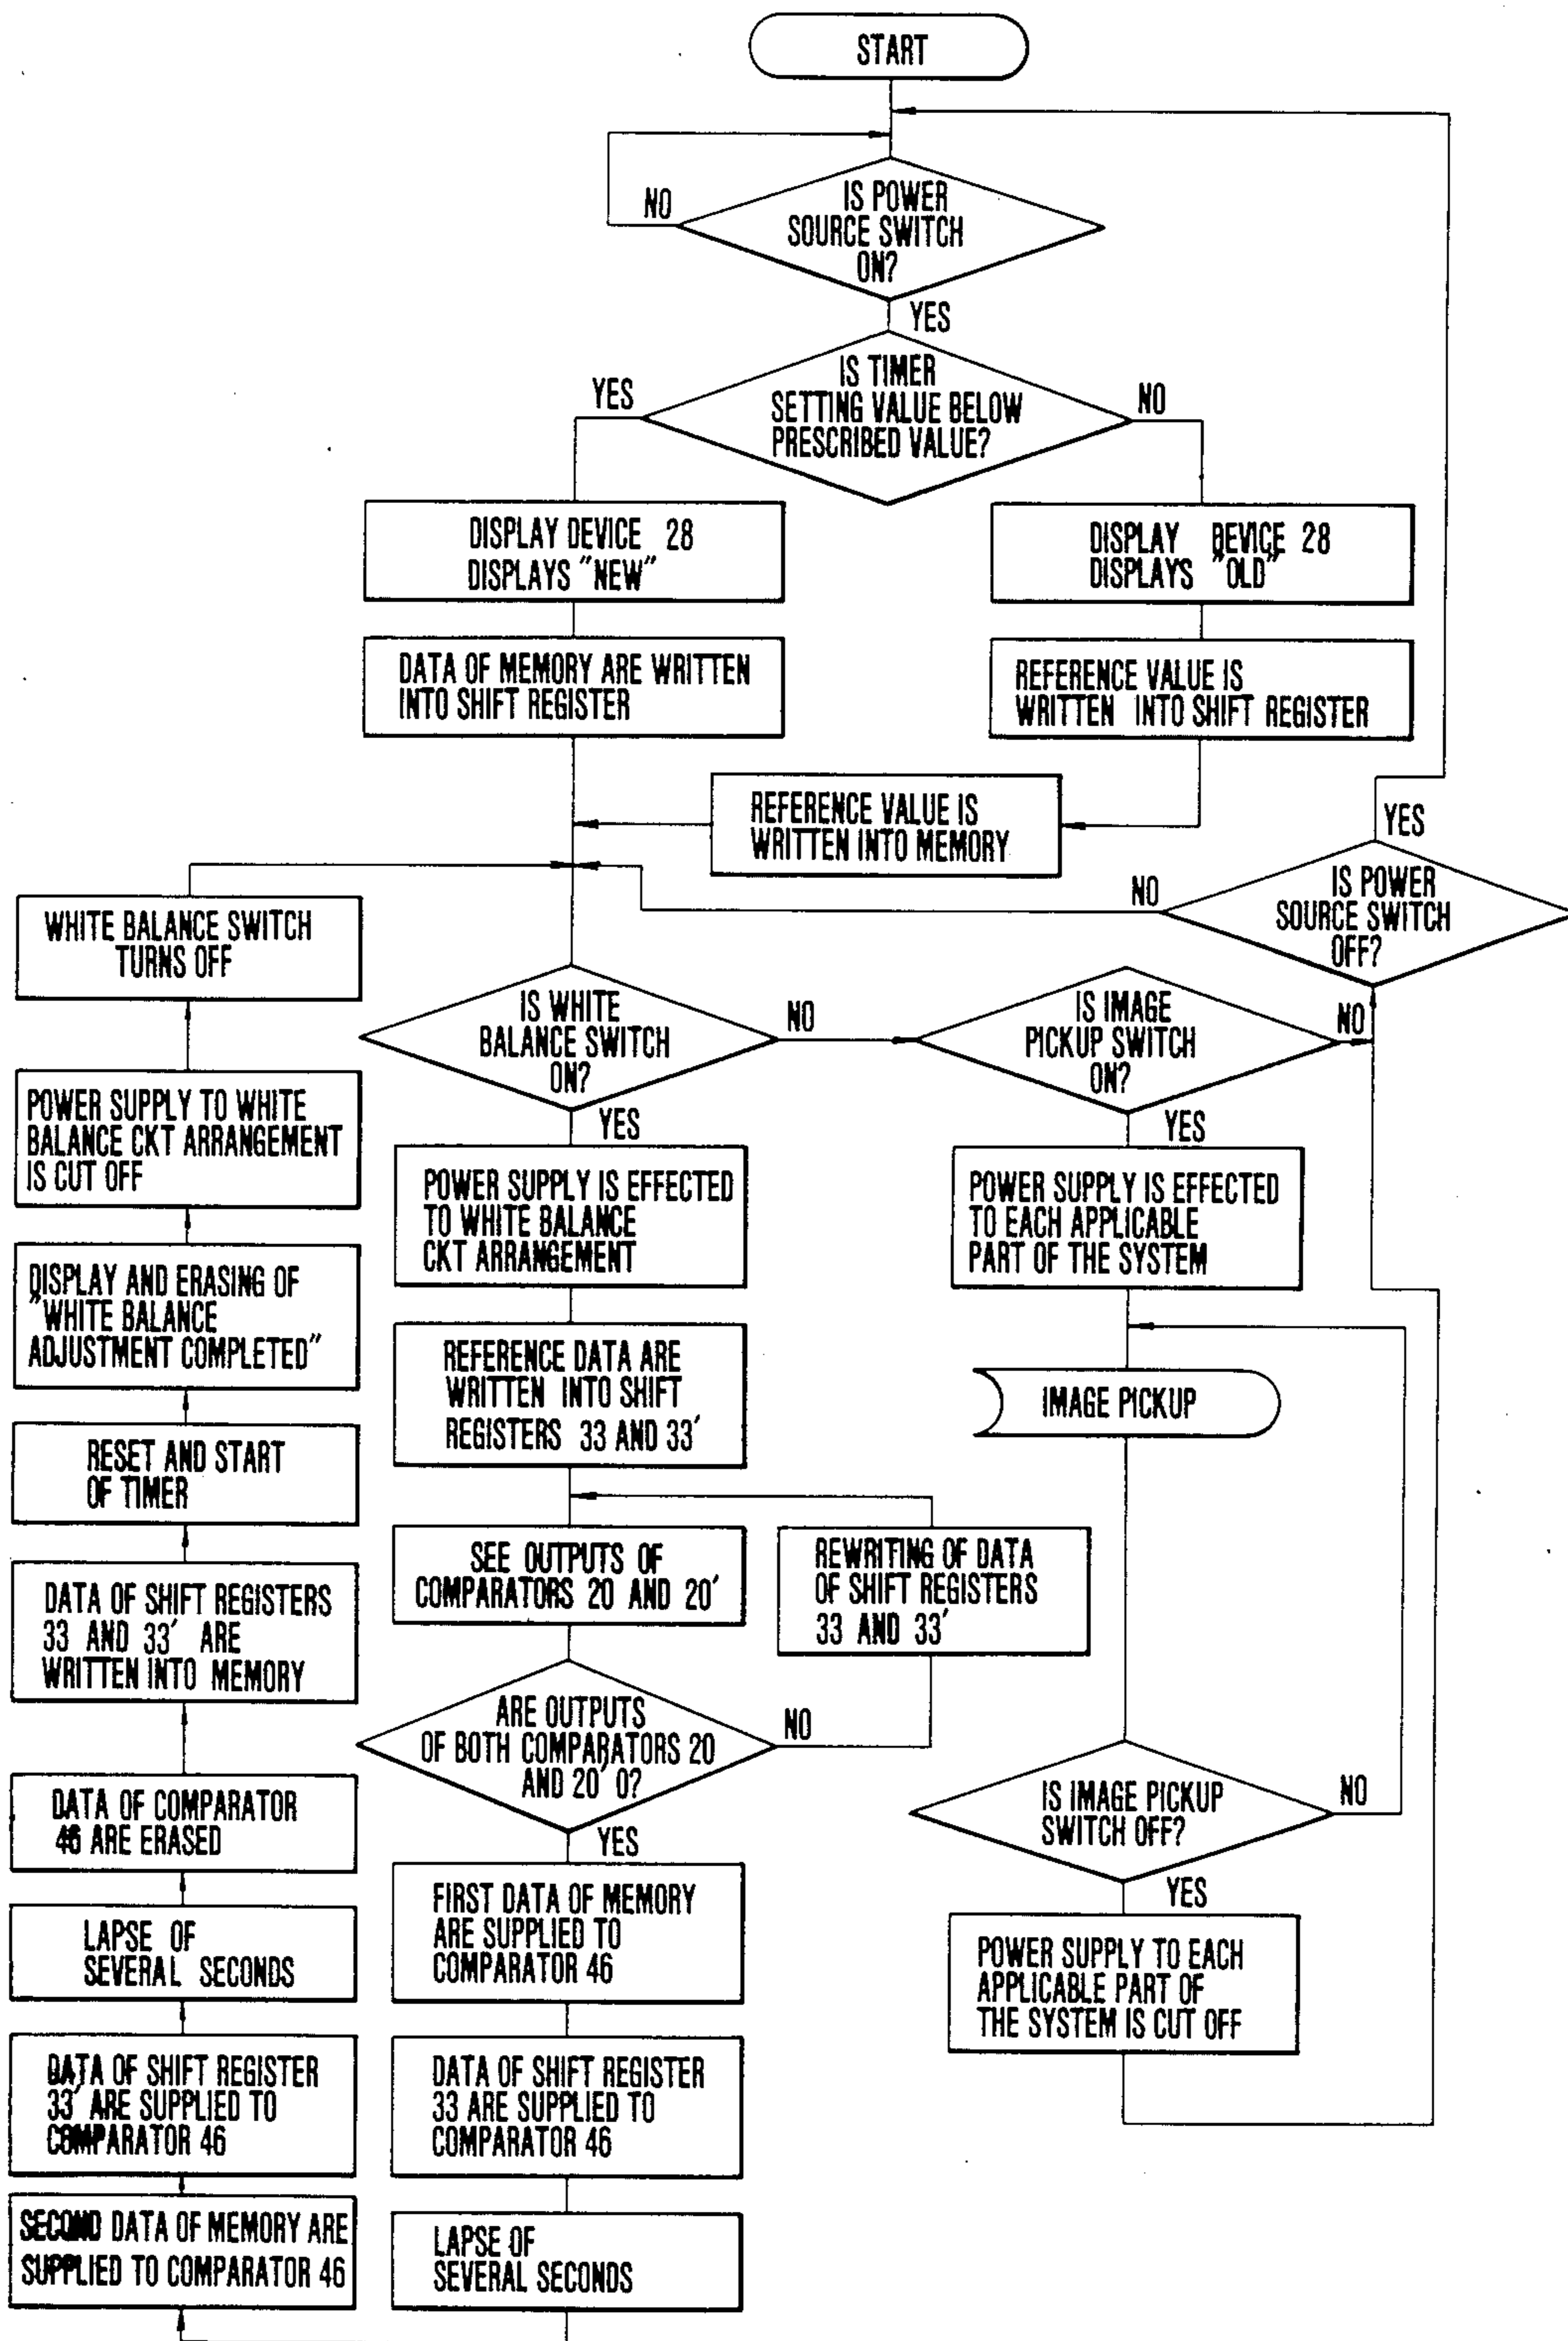 START
IS POWER
SOURCE SWITCH
ON?
NO
YES
IS TIMER
SETTING VALUE BELOW
PRESCRIBED VALUE?
YES
NO
DISPLAY DEVICE 28
DISPLAYS "NEW"
DISPLAY DEVICE 28
DISPLAYS "OLD"
DATA OF MEMORY ARE WRITTEN
INTO SHIFT REGISTER
REFERENCE VALUE IS
WRITTEN INTO SHIFT REGISTER
REFERENCE VALUE IS
WRITTEN INTO MEMORY
YES
IS POWER
SOURCE SWITCH
OFF?
NO
WHITE BALANCE SWITCH
TURNS OFF
IS WHITE
BALANCE SWITCH
ON?
NO
IS IMAGE
PICKUP SWITCH
ON?
NO
YES
YES
POWER SUPPLY TO WHITE
BALANCE CKT ARRANGEMENT
IS CUT OFF
POWER SUPPLY IS EFFECTED
TO WHITE BALANCE
CKT ARRANGEMENT
POWER SUPPLY IS EFFECTED
TO EACH APPLICABLE
PART OF THE SYSTEM
DISPLAY AND ERASING OF
"WHITE BALANCE
ADJUSTMENT COMPLETED"
REFERENCE DATA ARE
WRITTEN INTO SHIFT
REGISTERS 33 AND 33'
IMAGE PICKUP
RESET AND START
OF TIMER
SEE OUTPUTS OF
COMPARATORS 20 AND 20'
REWRITING OF DATA
OF SHIFT REGISTERS
33 AND 33'
DATA OF SHIFT REGISTERS
33 AND 33' ARE
WRITTEN INTO MEMORY
ARE OUTPUTS
OF BOTH COMPARATORS 20
AND 20' 0?
NO
YES
IS IMAGE PICKUP
SWITCH OFF?
NO
YES
DATA OF COMPARATOR
46 ARE ERASED
FIRST DATA OF MEMORY
ARE SUPPLIED TO
COMPARATOR 46
LAPSE OF
SEVERAL SECONDS
POWER SUPPLY TO EACH
APPLICABLE PART OF
THE SYSTEM IS CUT OFF
DATA OF SHIFT REGISTER
33' ARE SUPPLIED TO
COMPARATOR 46
DATA OF SHIFT REGISTER
33 ARE SUPPLIED TO
COMPARATOR 46
SECOND DATA OF MEMORY ARE
SUPPLIED TO COMPARATOR 46
LAPSE OF
SEVERAL SECONDS